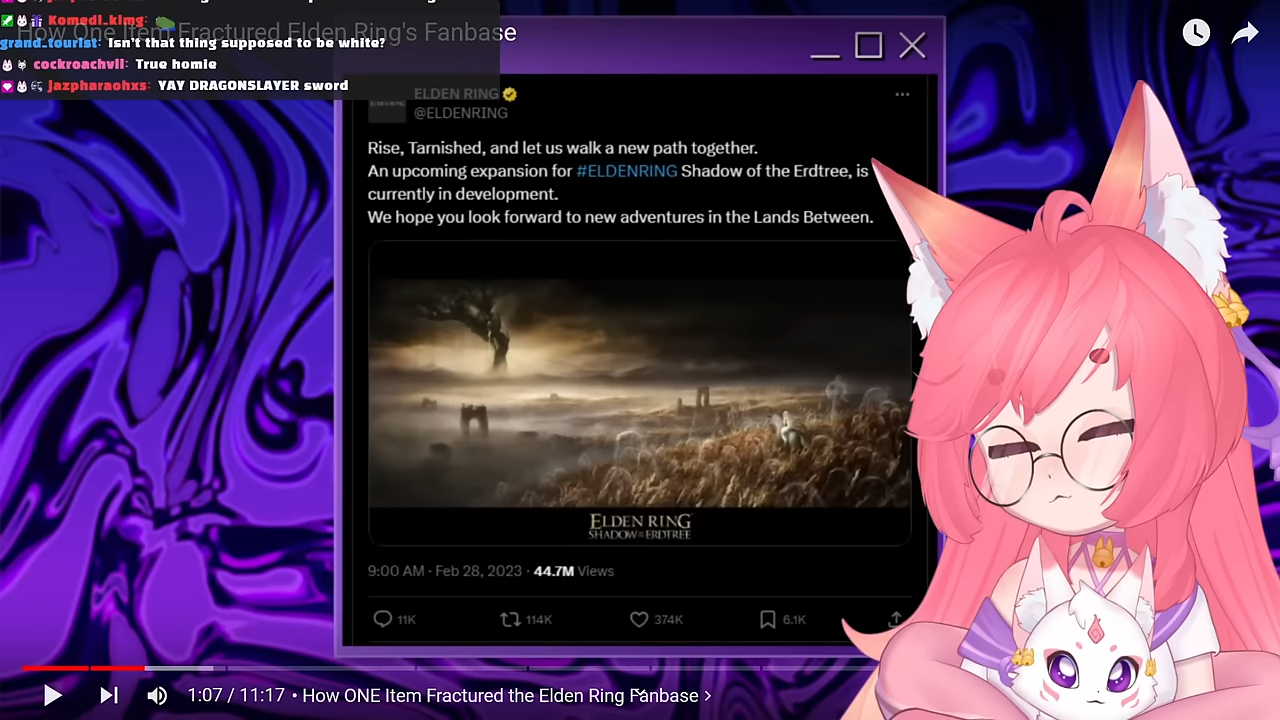 Komedi_kimg:
How One Item Fractured Elden Ring's Fanbase
grand_tourist: Isn't that thing supposed to be white?
cockroachvii: True homie
jazpharaohxs: YAY DRAGONSLAYER sword
ELDEN RING
@ELDENRING
Rise, Tarnished, and let us walk a new path together.
An upcoming expansion for #ELDENRING Shadow of the Erdtree, is
currently in development.
We hope you look forward to new adventures in the Lands Between.
ELDEN RING
SHADOW OF THE ERDTREE
9:00 AM · Feb 28, 2023 · 44.7M Views
11K 114K 374K 6.1K
1:07 / 11:17 • How ONE Item Fractured the Elden Ring Fanbase >